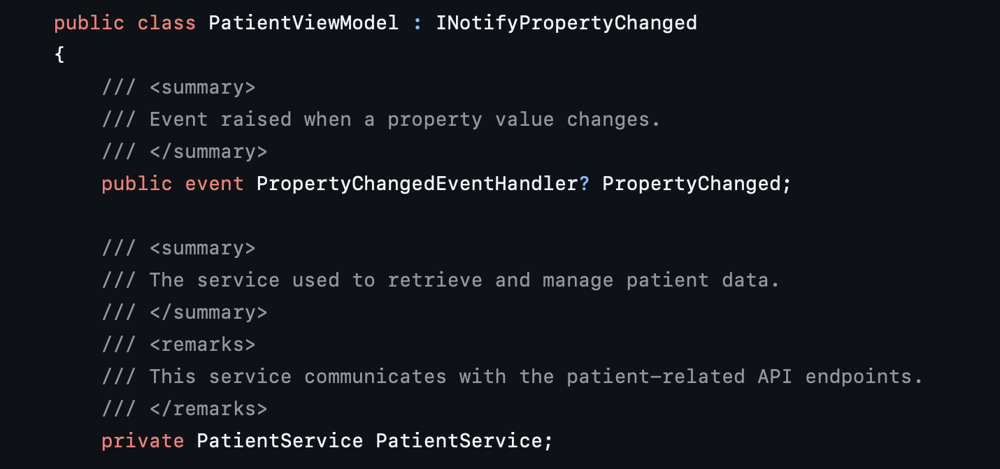 public class PatientViewModel : INotifyPropertyChanged
{
/// <summary>
/// Event raised when a property value changes.
/// </summary>
public event PropertyChangedEventHandler? PropertyChanged;
/// <summary>
/// The service used to retrieve and manage patient data.
/// </summary>
/// <remarks>
/// This service communicates with the patient-related API endpoints.
/// </remarks>
private PatientService PatientService;